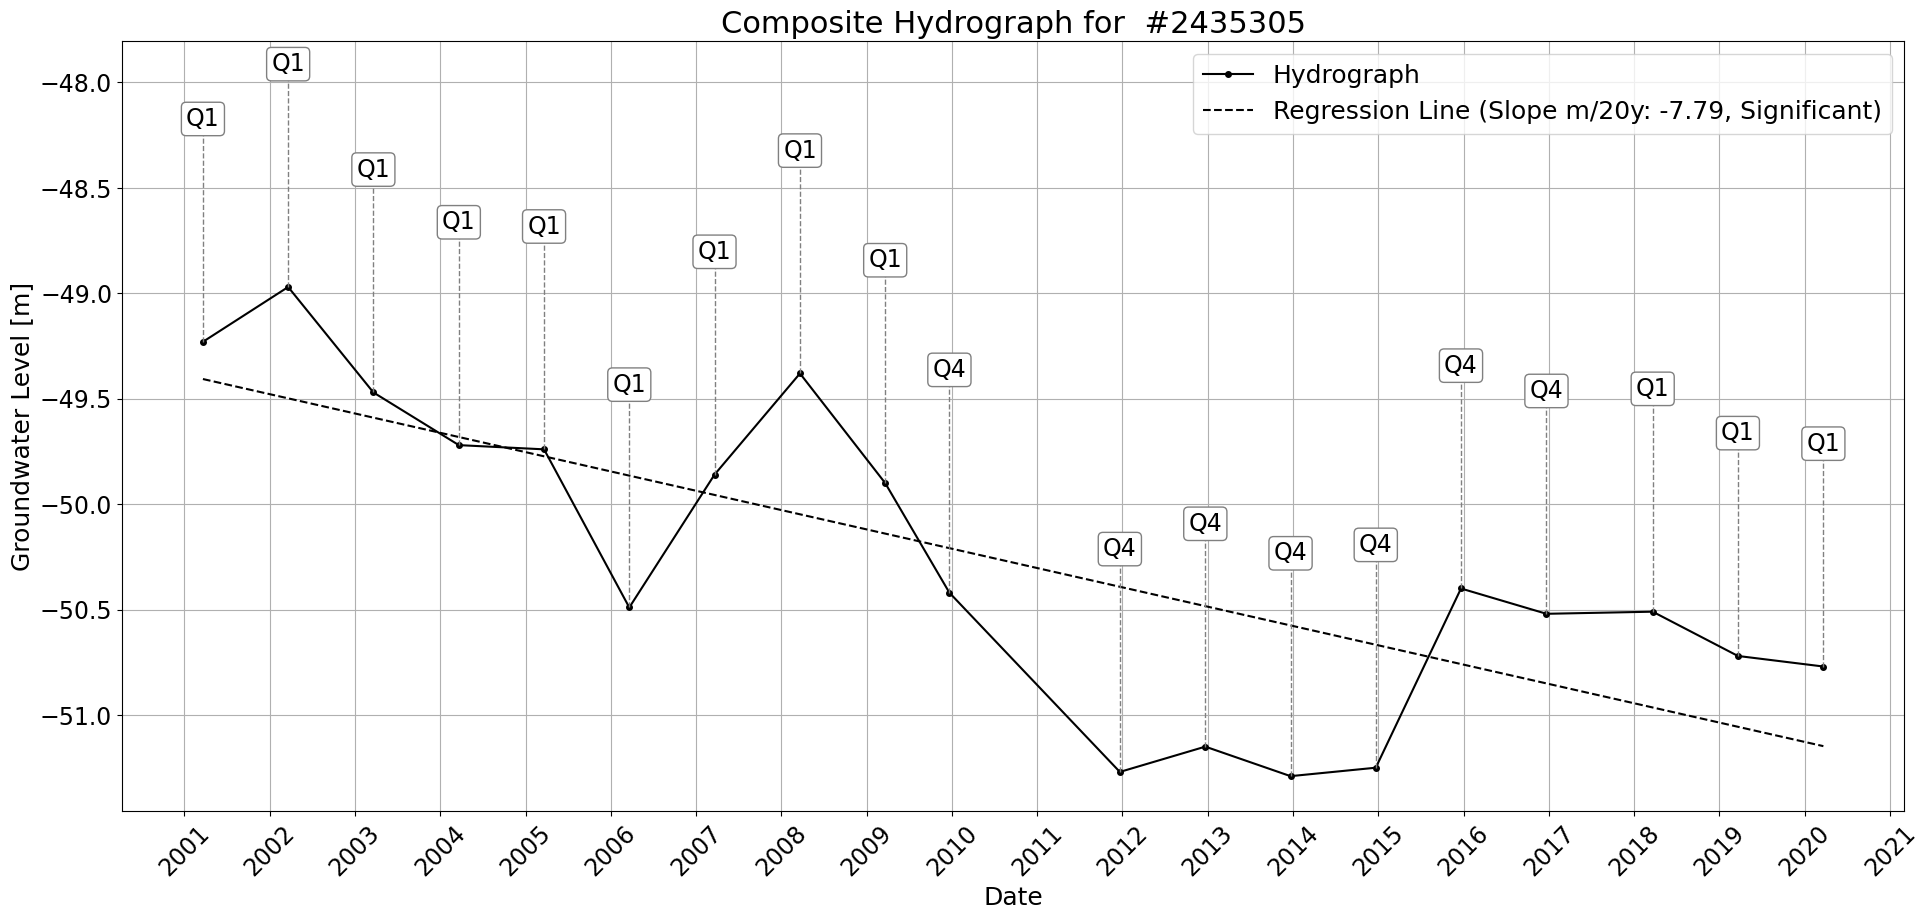 Composite Hydrograph for  #2435305
Hydrograph
Regression Line (Slope m/20y: -7.79, Significant)
Q1
Q1
Q1
Q1
Q1
Q1
Q1
Q1
Q1
Q4
Q4
Q4
Q4
Q4
Q4
Q4
Q1
Q1
Q1
Groundwater Level [m]
−48.0
−48.5
−49.0
−49.5
−50.0
−50.5
−51.0
2001 2002 2003 2004 2005 2006 2007 2008 2009 2010 2011 2012 2013 2014 2015 2016 2017 2018 2019 2020 2021
Date